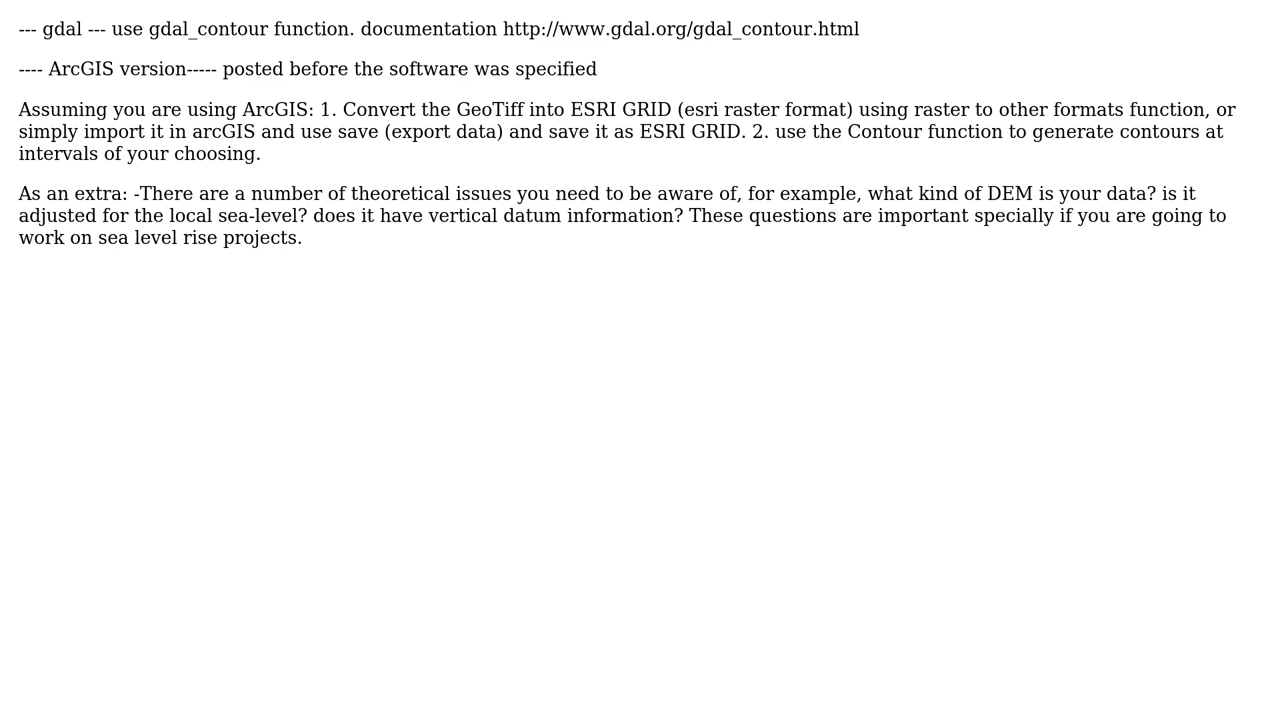 --- gdal --- use gdal_contour function. documentation http://www.gdal.org/gdal_contour.html
---- ArcGIS version----- posted before the software was specified
Assuming you are using ArcGIS: 1. Convert the GeoTiff into ESRI GRID (esri raster format) using raster to other formats function, or
simply import it in arcGIS and use save (export data) and save it as ESRI GRID. 2. use the Contour function to generate contours at
intervals of your choosing.
As an extra: -There are a number of theoretical issues you need to be aware of, for example, what kind of DEM is your data? is it
adjusted for the local sea-level? does it have vertical datum information? These questions are important specially if you are going to
work on sea level rise projects.